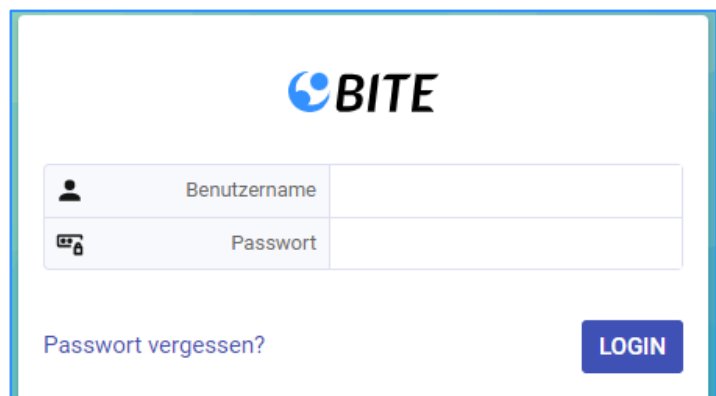 BITE
Benutzername
Passwort
Passwort vergessen?
LOGIN